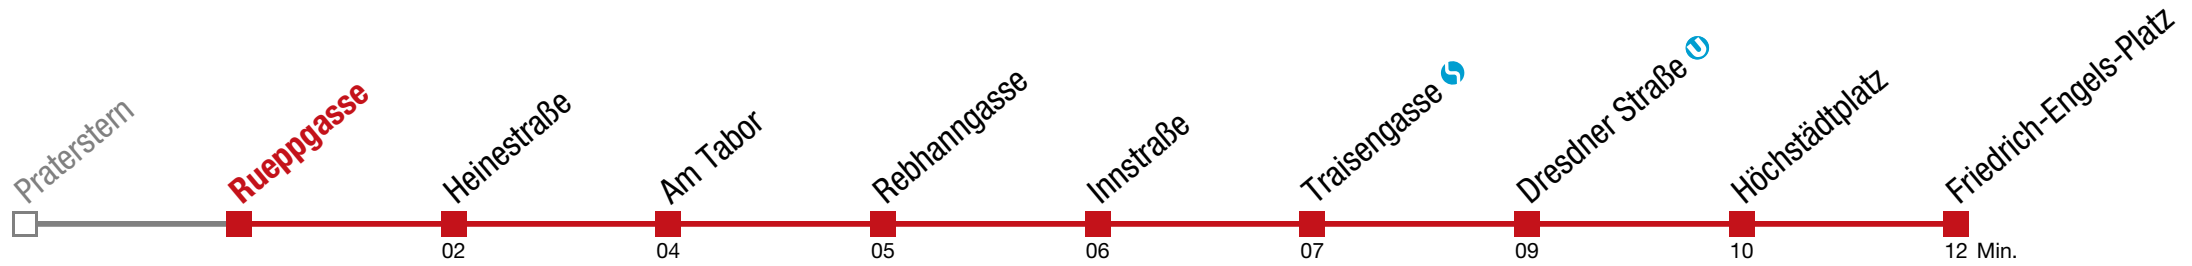 Praterstern
Rueppgasse
Heinestraße
Am Tabor
Rebhanngasse
Innstraße
Traisengasse S
Dresdner Straße U
Höchstädtplatz
Friedrich-Engels-Platz
02 04 05 06 07 09 10 12 Min.